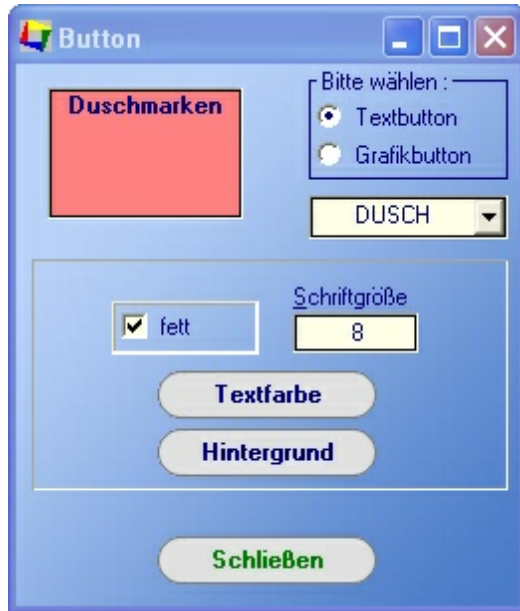 Button
Duschmarken
Bitte wählen :
Textbutton
Grafikbutton
DUSCH
fett
Schriftgröße
8
Textfarbe
Hintergrund
Schließen